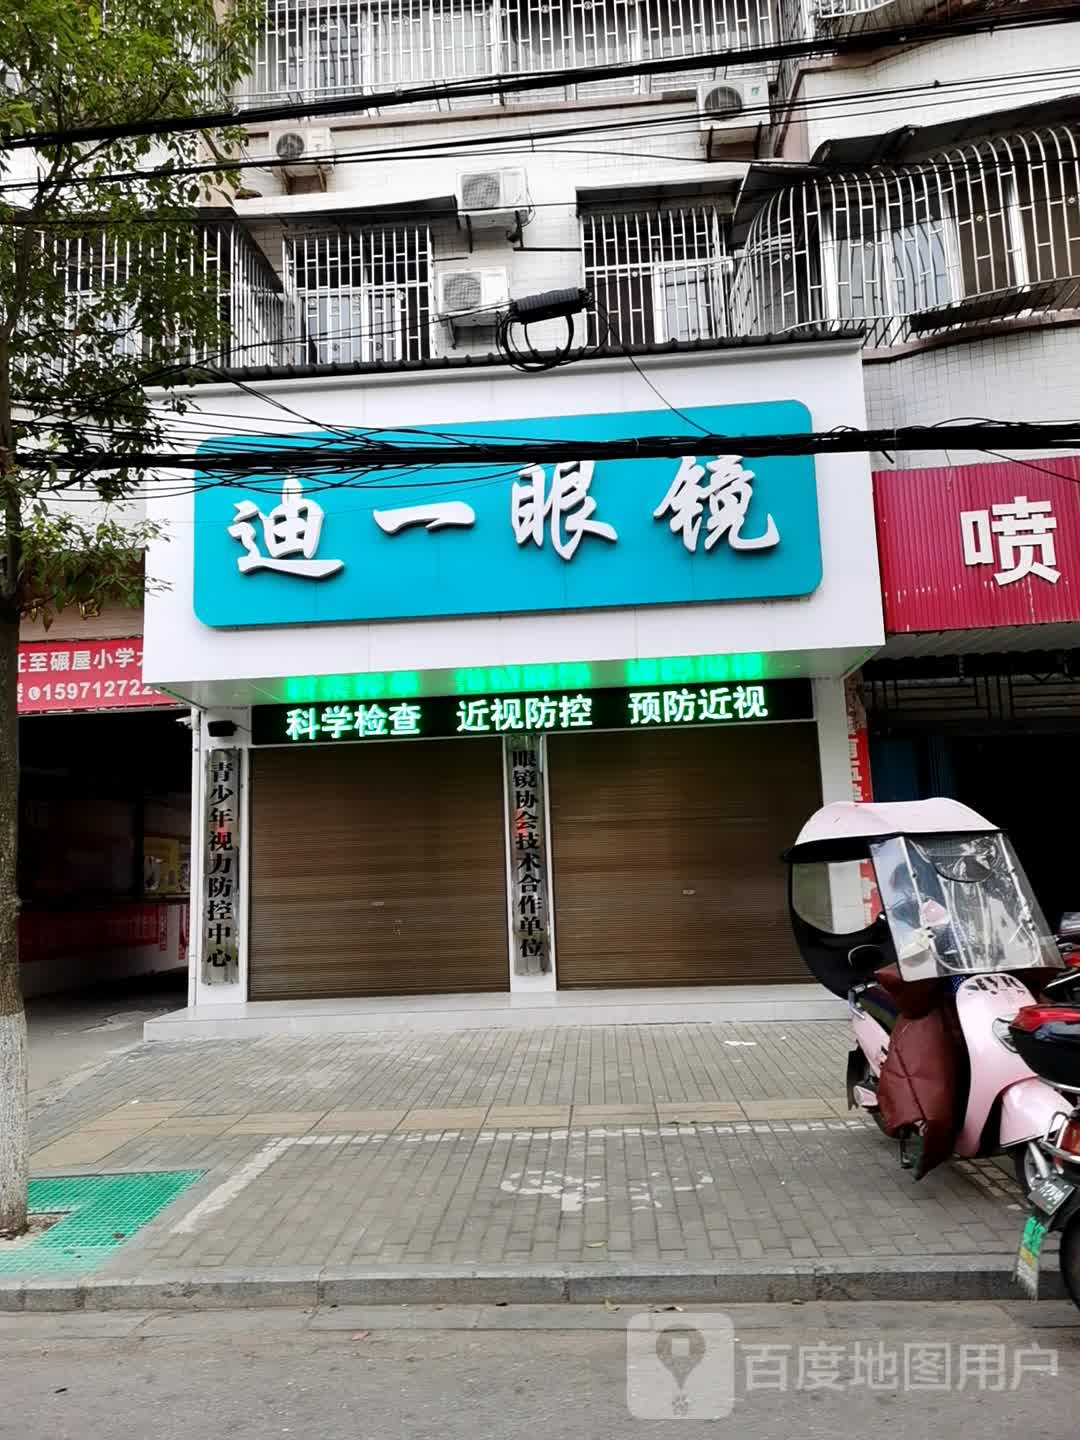 迪一眼镜
喷
迁至碾屋小学
15971272
科学检查 近视防控 预防近视
青少年视力防控中心
眼镜协会技术合作单位
百度地图用户